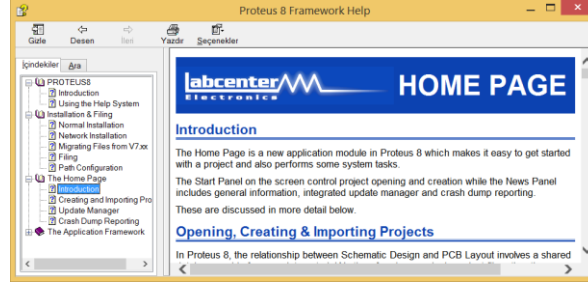 Proteus 8 Framework Help
Gizle Desen İleri Yazdır Seçenekler
İçindekiler Ara
PROTEUS8
Introduction
Using the Help System
Installation & Filing
Normal Installation
Network Installation
Migrating Files from V7.xx
Filing
Path Configuration
The Home Page
Introduction
Creating and Importing Pro
Update Manager
Crash Dump Reporting
The Application Framework
labcenter
Electronics
HOME PAGE
Introduction
The Home Page is a new application module in Proteus 8 which makes it easy to get started
with a project and also performs some system tasks.
The Start Panel on the screen control project opening and creation while the News Panel
includes general information, integrated update manager and crash dump reporting.
These are discussed in more detail below.
Opening, Creating & Importing Projects
In Proteus 8, the relationship between Schematic Design and PCB Layout involves a shared